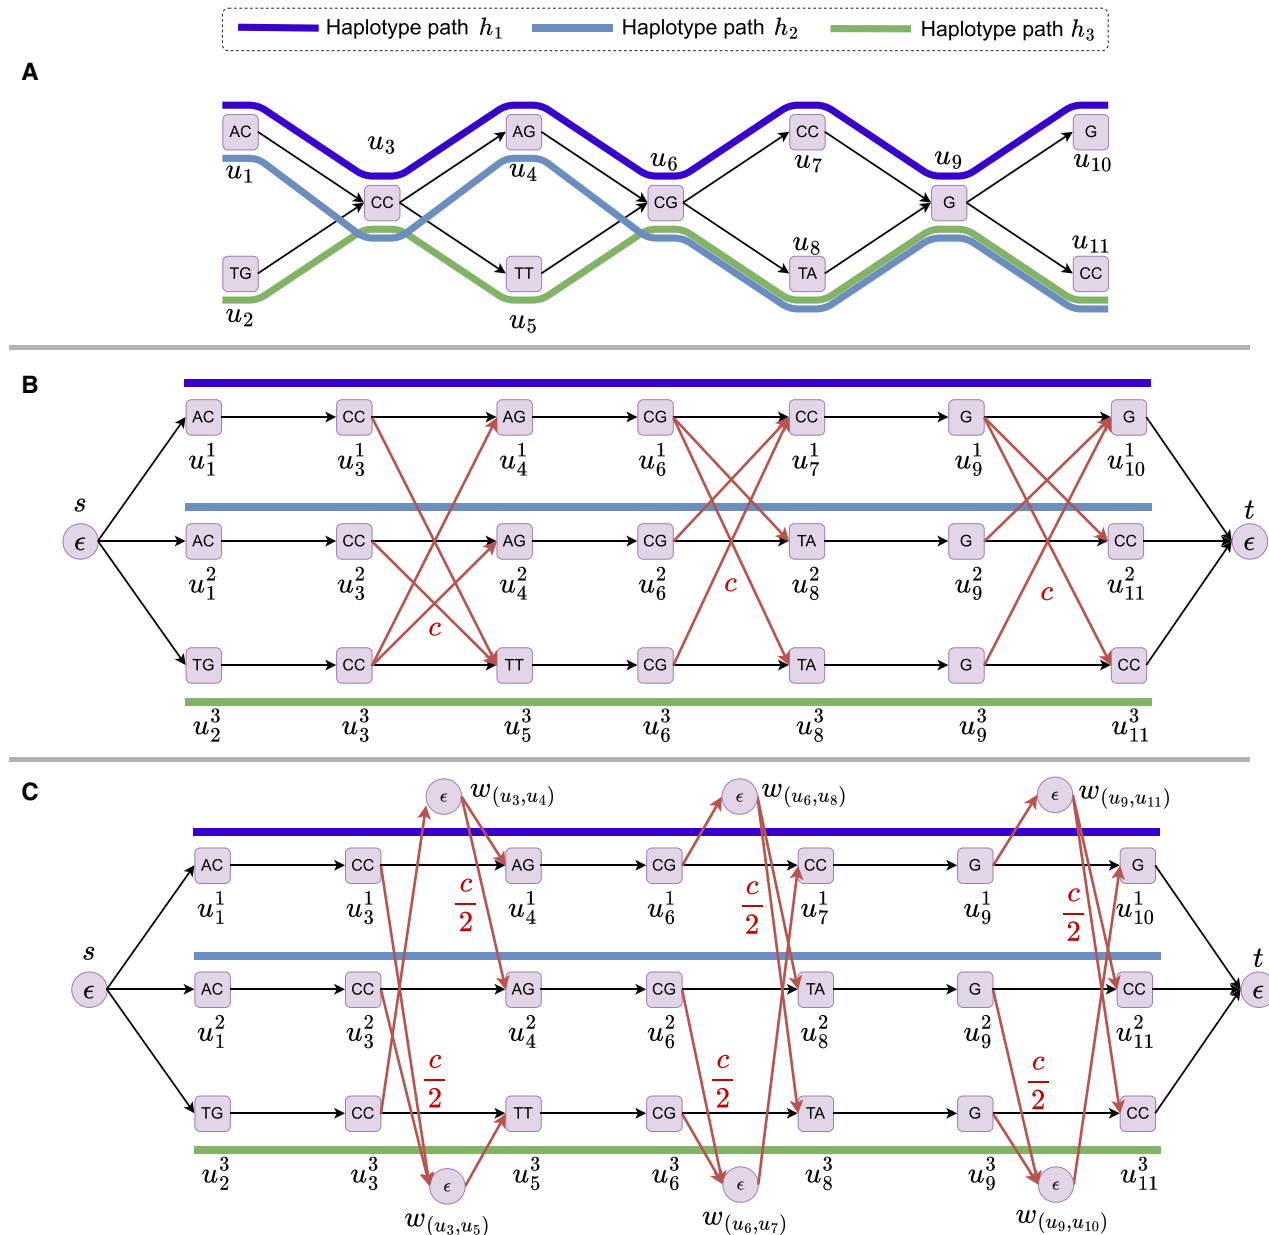 Haplotype path h₁ Haplotype path h₂ Haplotype path h₃
A
AC u₃ AG CC G
u₁ u₄ u₆ u₇ u₉ u₁₀
CC CG G
u₈ u₁₁
TG TT TA CC
u₂ u₅
B
AC CC AG CG CC G G
u₁¹ u₃¹ u₄¹ u₆¹ u₇¹ u₉¹ u₁₀¹
s t
ϵ AC CC AG CG TA G CC ϵ
u₁² u₃² u₄² u₆² c u₈² u₉² c u₁₁²
c
TG CC TT CG TA G CC
u₂³ u₃³ u₅³ u₆³ u₈³ u₉³ u₁₁³
C
ϵ w(u₃,u₄) ϵ w(u₆,u₈) ϵ w(u₉,u₁₁)
AC CC AG CG CC G G
u₁¹ u₃¹ c/2 u₄¹ u₆¹ c/2 u₇¹ u₉¹ c/2 u₁₀¹
s t
ϵ AC CC AG CG TA G CC ϵ
u₁² u₃² u₄² u₆² u₈² u₉² u₁₁²
c/2 c/2 c/2
TG CC TT CG TA G CC
u₂³ u₃³ ϵ u₅³ u₆³ ϵ u₈³ u₉³ ϵ u₁₁³
w(u₃,u₅) w(u₆,u₇) w(u₉,u₁₀)